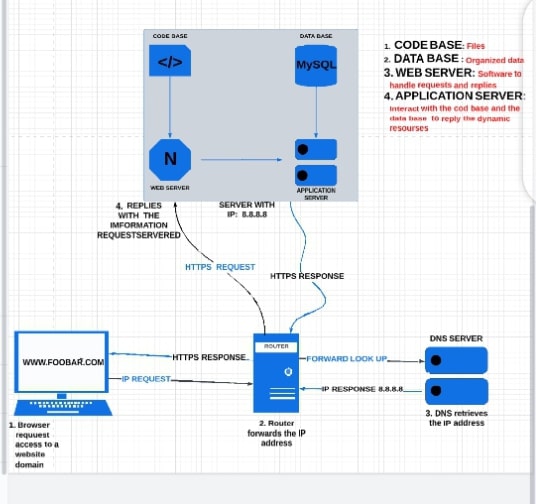 CODE BASE
DATA BASE
</>
MySQL
N
WEB SERVER
APPLICATION
SERVER
1. CODE BASE: Files
2. DATA BASE : Organized data
3. WEB SERVER: Software to
handle requests and replies
4. APPLICATION SERVER:
Interact with the cod base and the
data base to reply the dynamic
resourses
4. REPLIES
WITH THE
IMFORMATION
REQUESTSERVERED
SERVER WITH
IP: 8.8.8.8
HTTPS REQUEST
HTTPS RESPONSE
WWW.FOOBAR.COM
HTTPS RESPONSE
IP REQUEST
ROUTER
FORWARD LOOK UP
IP RESPONSE 8.8.8.8
DNS SERVER
1. Browser
requuest
access to a
website
domain
2. Router
forwards the IP
address
3. DNS retrieves
the IP address